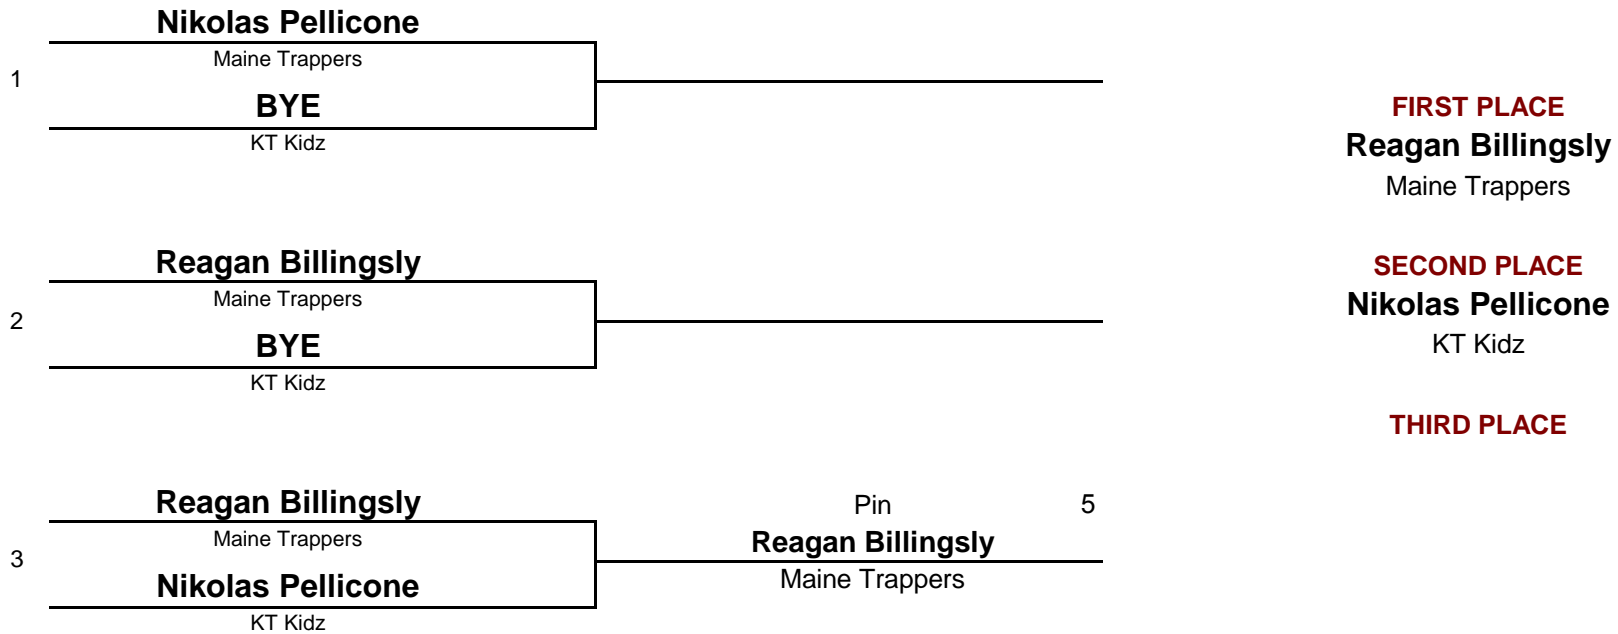 Nikolas Pellicone
Maine Trappers
1
BYE
KT Kidz
Reagan Billingsly
Maine Trappers
2
BYE
KT Kidz
Reagan Billingsly
Maine Trappers
3
Nikolas Pellicone
KT Kidz
Pin 5
Reagan Billingsly
Maine Trappers
FIRST PLACE
Reagan Billingsly
Maine Trappers
SECOND PLACE
Nikolas Pellicone
KT Kidz
THIRD PLACE